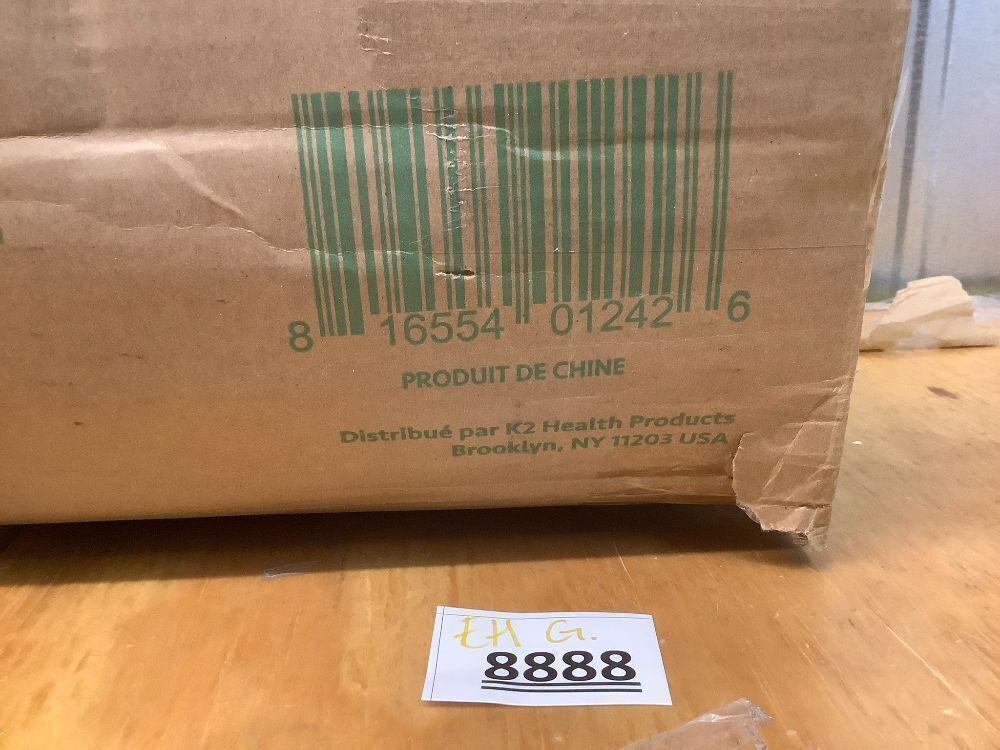 8 16554 01242 6
PRODUIT DE CHINE
Distribué par K2 Health Products
Brooklyn, NY 11203 USA
EH G.
8888